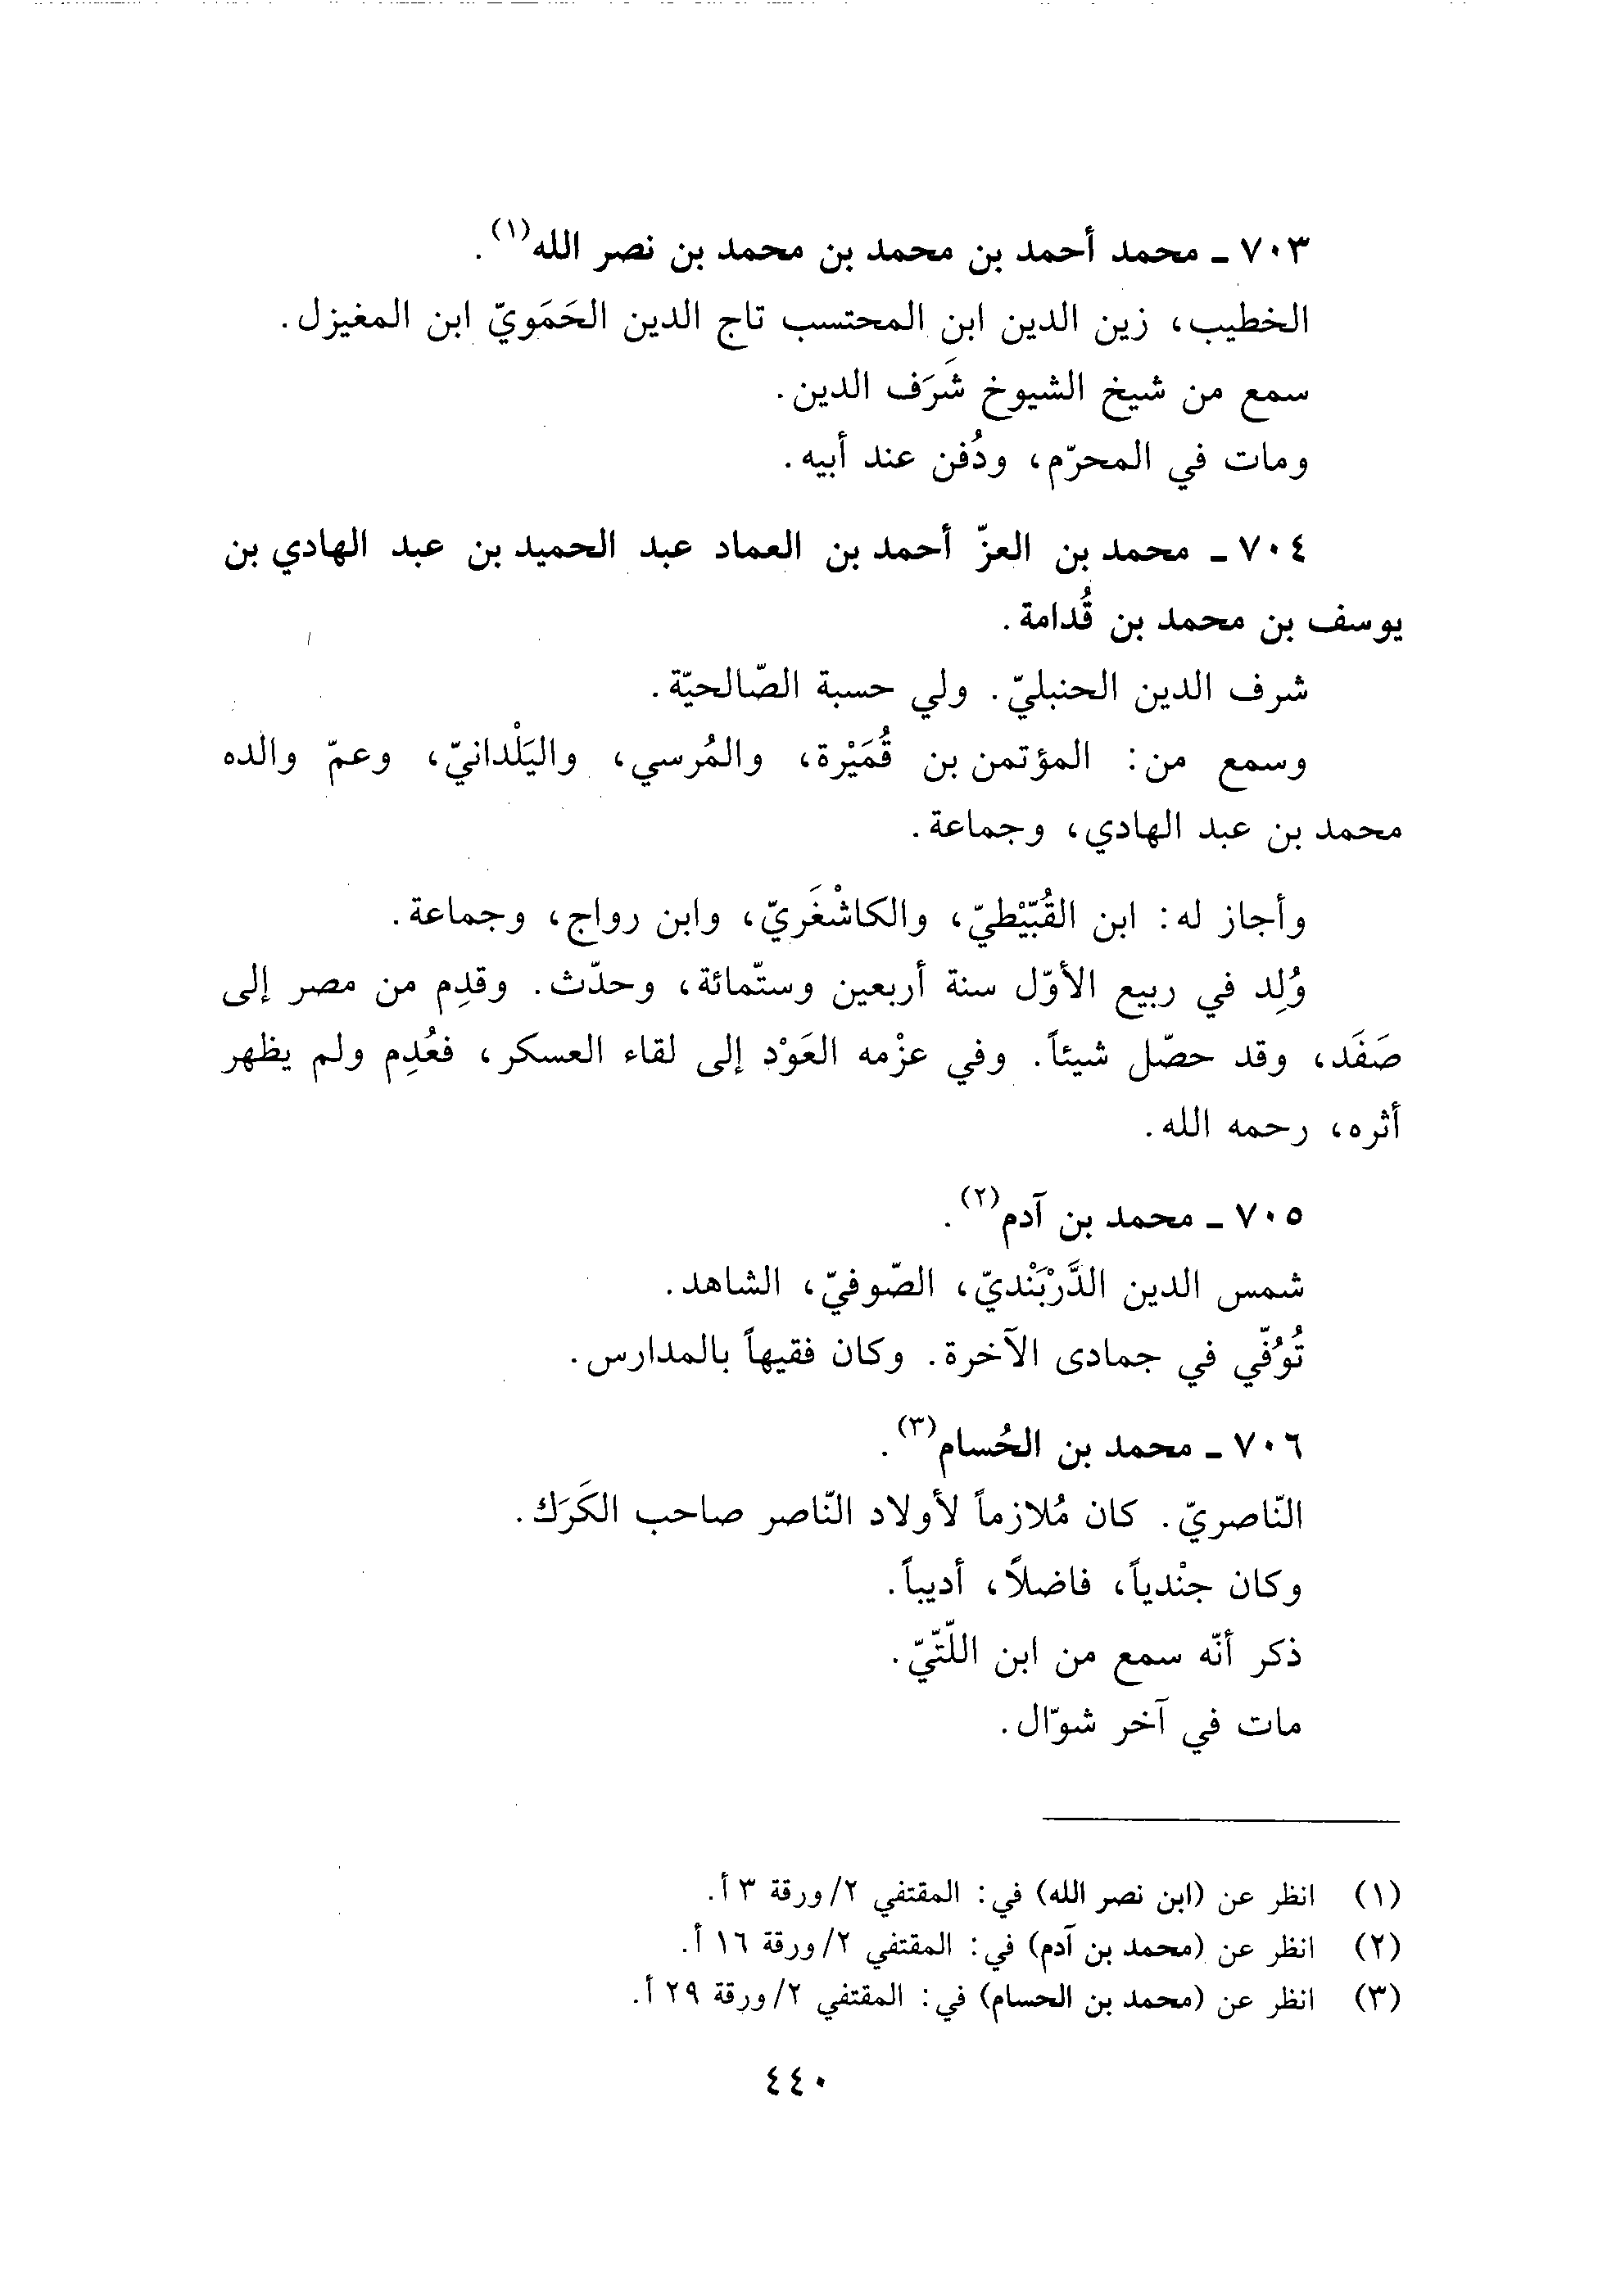 ٧٠٣ ـ محمد أحمد بن محمد بن محمد بن نصر الله(١).
الخطيب، زين الدين ابن المحتسب تاج الدين الحَمَويّ ابن المغيزل.
سمع من شيخ الشيوخ شَرَف الدين.
ومات في المحرّم، ودُفن عند أبيه.
٧٠٤ ـ محمد بن العزّ أحمد بن العماد عبد الحميد بن عبد الهادي بن
يوسف بن محمد بن قُدامة.
شرف الدين الحنبليّ. ولي حسبة الصّالحيّة.
وسمع من: المؤتمن بن قُمَيْرة، والمُرسي، واليَلْدانيّ، وعمّ والده
محمد بن عبد الهادي، وجماعة.
وأجاز له: ابن القُبّيْطيّ، والكاشْغَريّ، وابن رواج، وجماعة.
وُلِد في ربيع الأوّل سنة أربعين وستّمائة، وحدّث. وقدِم من مصر إلى
صَفَد، وقد حصّل شيئاً. وفي عزْمه العَوْد إلى لقاء العسكر، فعُدِم ولم يظهر
أثره، رحمه الله.
٧٠٥ ـ محمد بن آدم(٢).
شمس الدين الدَّرْبَنْديّ، الصّوفيّ، الشاهد.
تُوُفّي في جمادى الآخرة. وكان فقيهاً بالمدارس.
٧٠٦ ـ محمد بن الحُسام(٣).
النّاصريّ. كان مُلازماً لأولاد النّاصر صاحب الكَرَك.
وكان جنْدياً، فاضلاً، أديباً.
ذكر أنّه سمع من ابن اللّتّيّ.
مات في آخر شوّال.
(١) انظر عن (ابن نصر الله) في: المقتفي ٢/ورقة ٣ أ.
(٢) انظر عن (محمد بن آدم) في: المقتفي ٢/ورقة ١٦ أ.
(٣) انظر عن (محمد بن الحسام) في: المقتفي ٢/ورقة ٢٩ أ.
٤٤٠